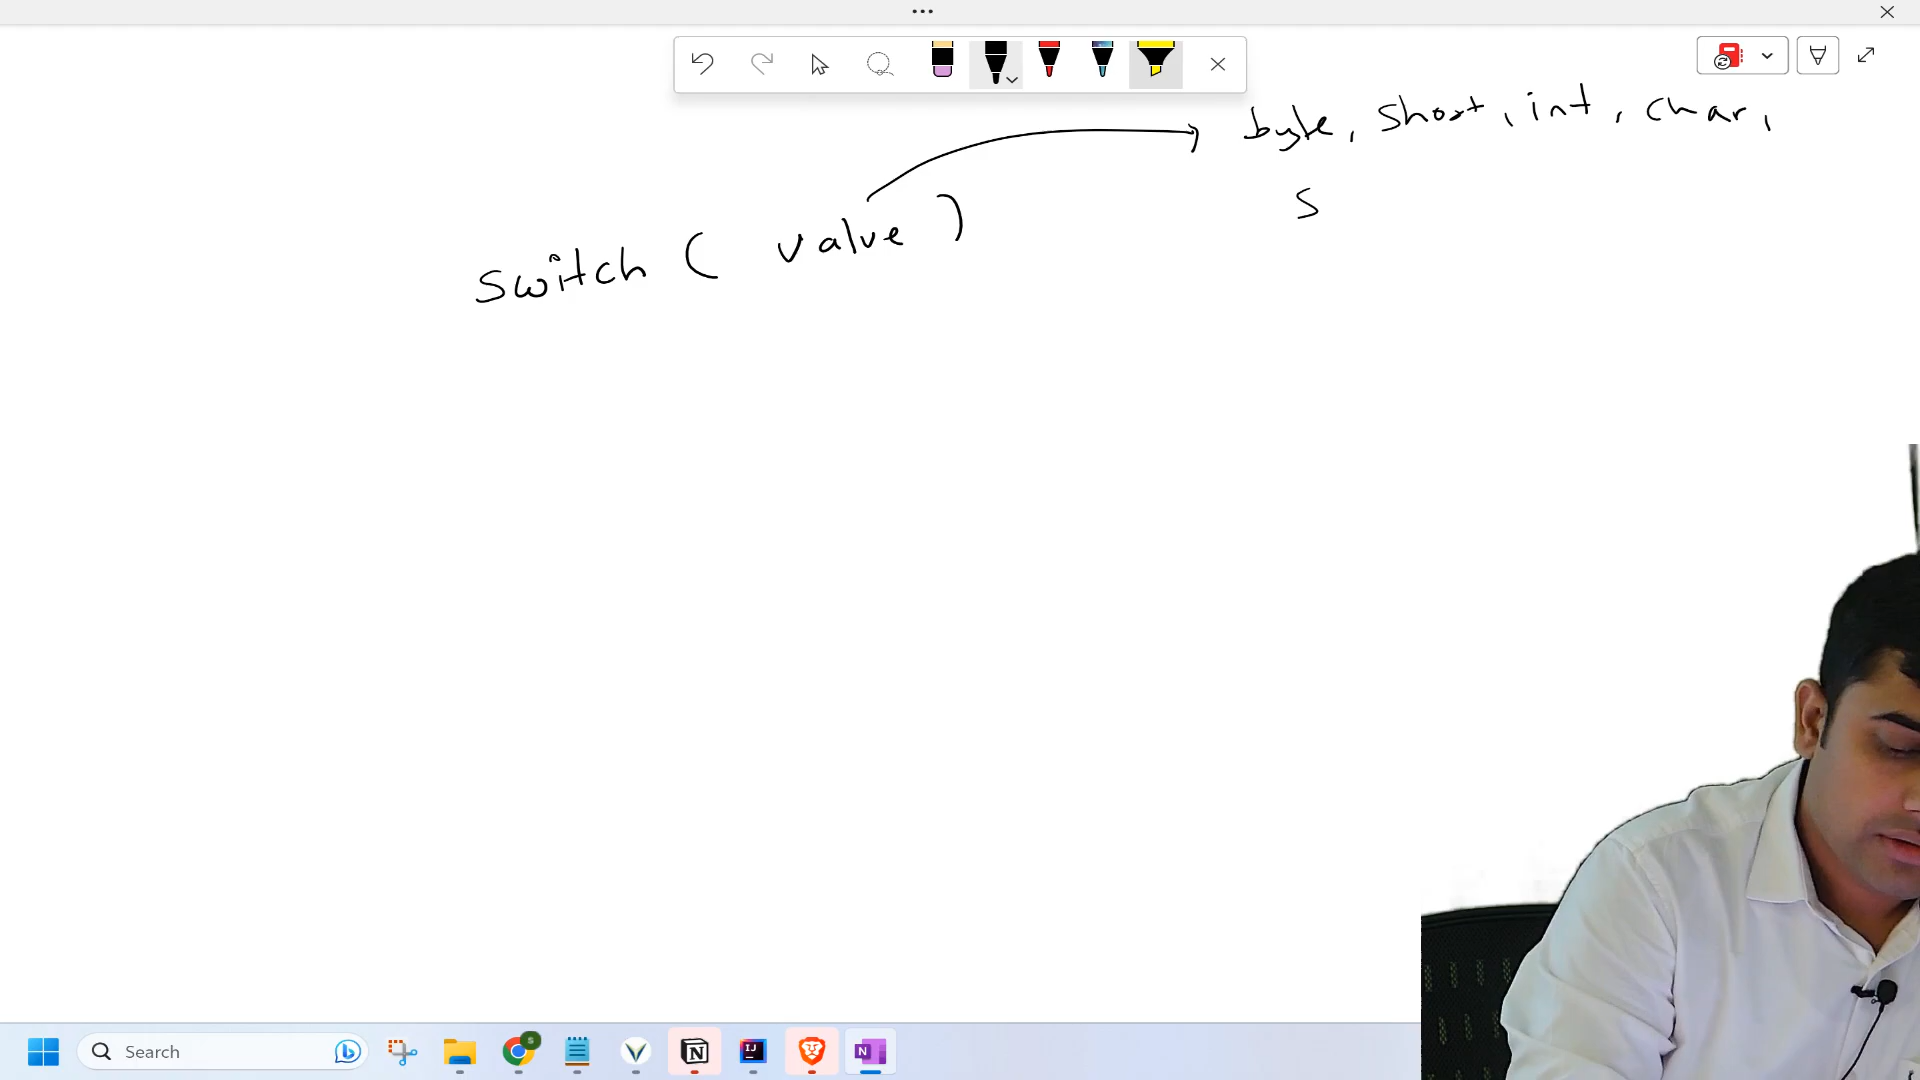 byte, short, int, char,
S
switch ( value )
Search